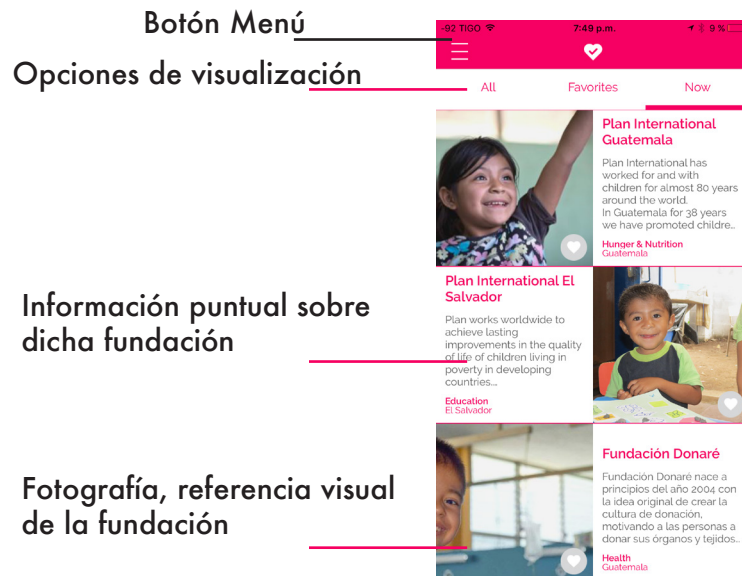 Botón Menú
Opciones de visualización
Información puntual sobre
dicha fundación
Fotografía, referencia visual
de la fundación
-92 TIGO 7:49 p.m. 9 %
All Favorites Now
Plan International
Guatemala
Plan International has
worked for and with
children for almost 80 years
around the world.
In Guatemala for 38 years
we have promoted childre...
Hunger & Nutrition
Guatemala
Plan International El
Salvador
Plan works worldwide to
achieve lasting
improvements in the quality
of life of children living in
poverty in developing
countries....
Education
El Salvador
Fundación Donaré
Fundación Donaré nace a
principios del año 2004 con
la idea original de crear la
cultura de donación,
motivando a las personas a
donar sus órganos y tejidos...
Health
Guatemala